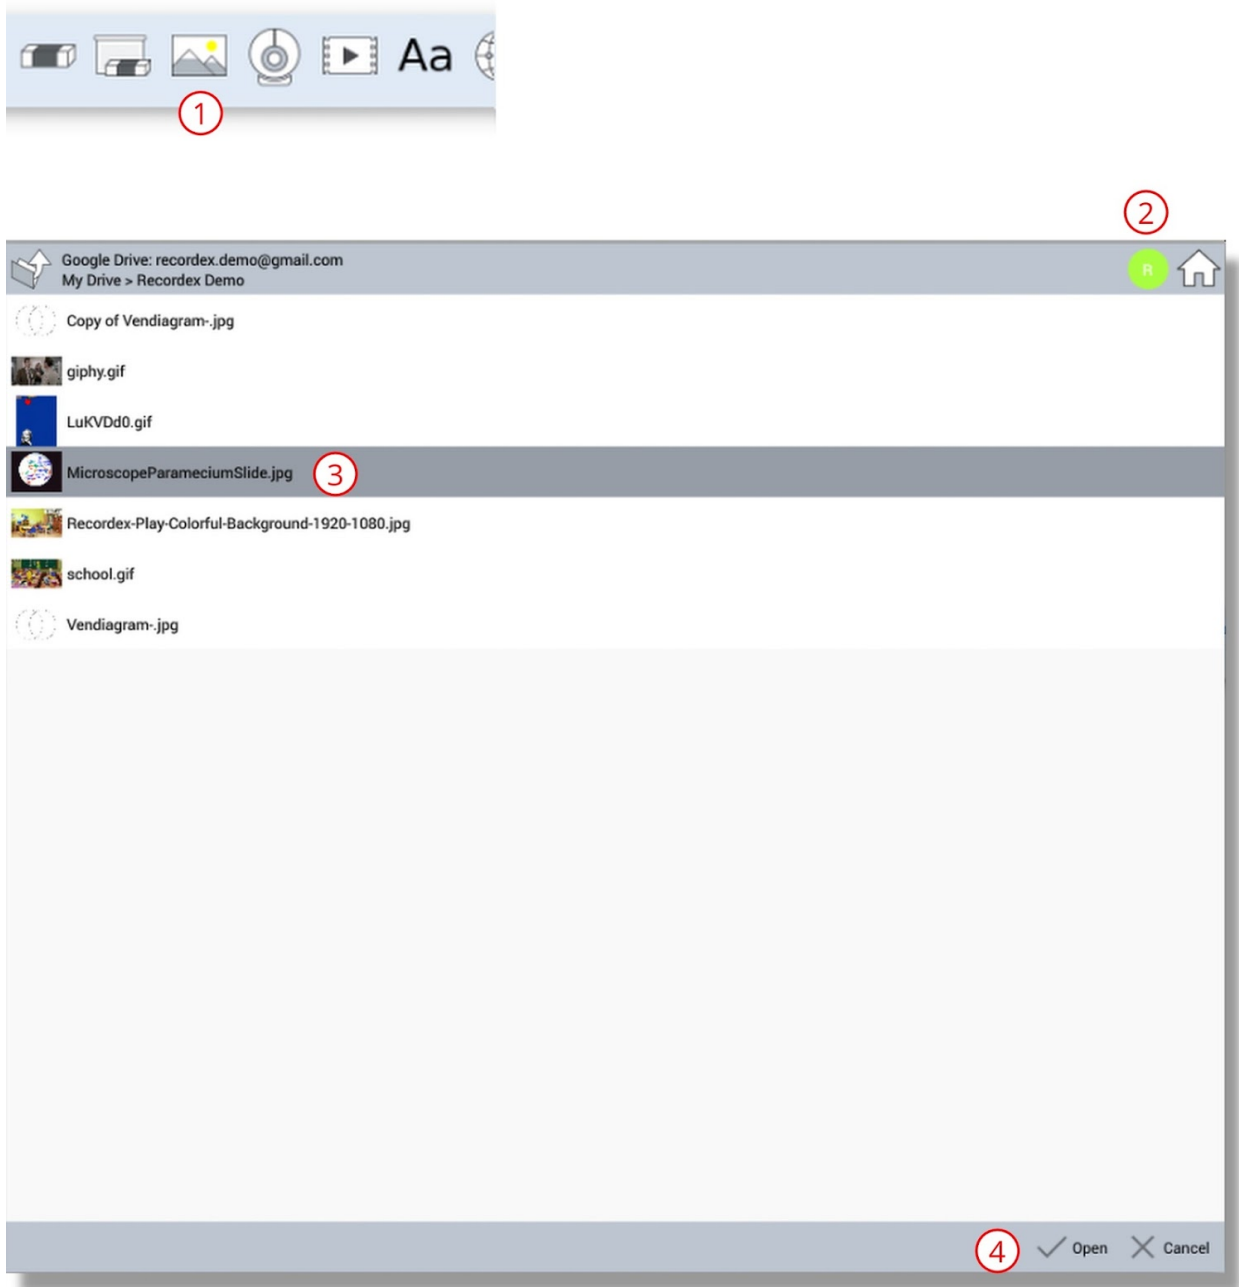 Aa
1
2
Google Drive: recordex.demo@gmail.com
R
My Drive > Recordex Demo
Copy of Vendiagram-.jpg
giphy.gif
LuKVDd0.gif
MicroscopeParameciumSlide.jpg 3
Recordex-Play-Colorful-Background-1920-1080.jpg
school.gif
Vendiagram-.jpg
4 Open Cancel